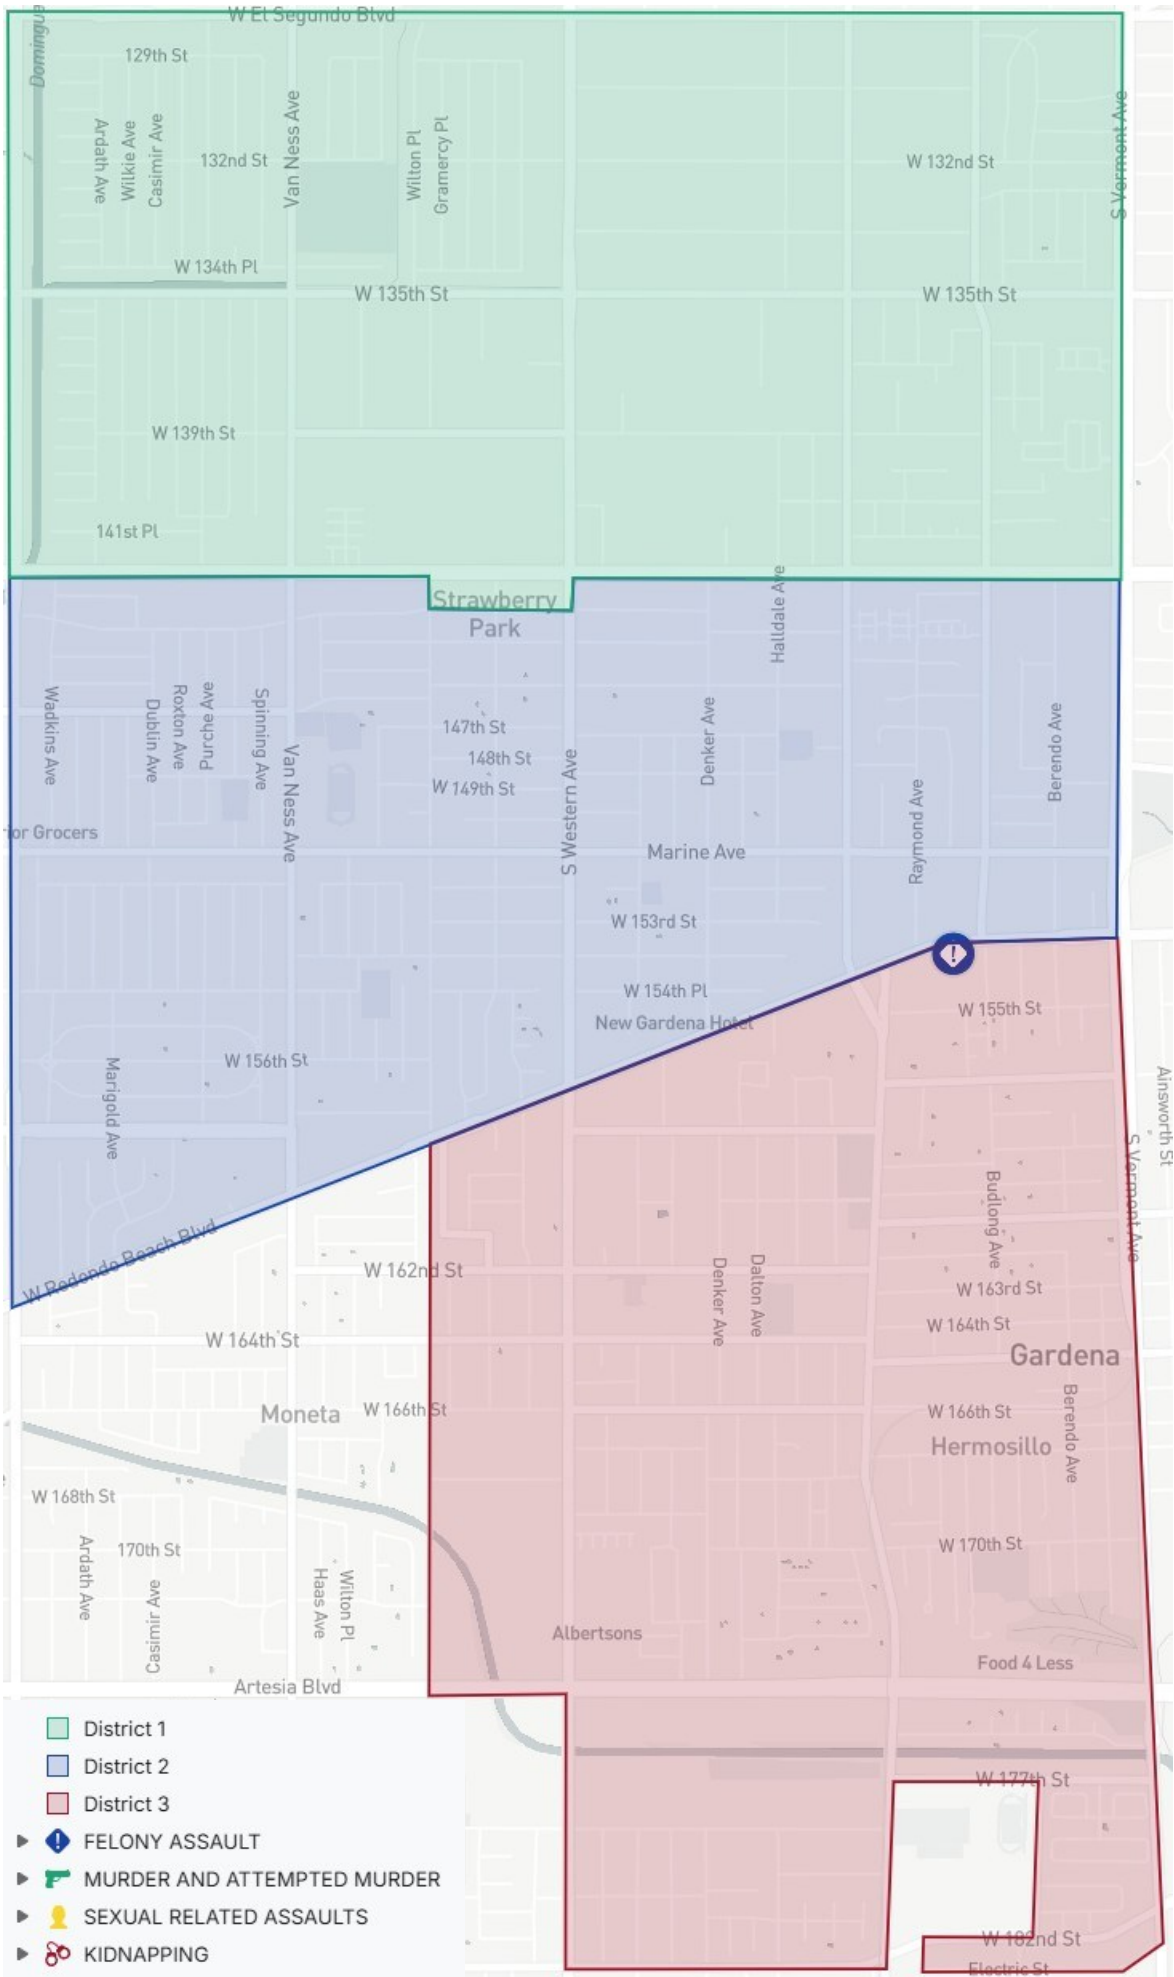 W El Segundo Blvd
129th St
Ardath Ave
Wilkie Ave
Casimir Ave
132nd St
Van Ness Ave
Wilton Pl
Gramercy Pl
W 132nd St
S Vermont Ave
W 134th Pl
W 135th St
W 135th St
W 139th St
141st Pl
Strawberry
Park
Halldale Ave
Wadkins Ave
Dublin Ave
Roxton Ave
Purche Ave
Spinning Ave
Van Ness Ave
147th St
148th St
W 149th St
S Western Ave
Denker Ave
Berendo Ave
ior Grocers
Marine Ave
Raymond Ave
W 153rd St
W 154th Pl
New Gardena Hotel
W 155th St
W 156th St
Marigold Ave
Ainsworth St
S Vermont Ave
Budlong Ave
W Redondo Beach Blvd
W 162nd St
Denker Ave
Dalton Ave
W 163rd St
W 164th St
W 164th St
Gardena
Moneta
W 166th St
W 166th St
Berendo Ave
Hermosillo
W 168th St
170th St
W 170th St
Ardath Ave
Casimir Ave
Haas Ave
Wilton Pl
Albertsons
Food 4 Less
Artesia Blvd
W 177th St
W 182nd St
Electric St
District 1
District 2
District 3
FELONY ASSAULT
MURDER AND ATTEMPTED MURDER
SEXUAL RELATED ASSAULTS
KIDNAPPING